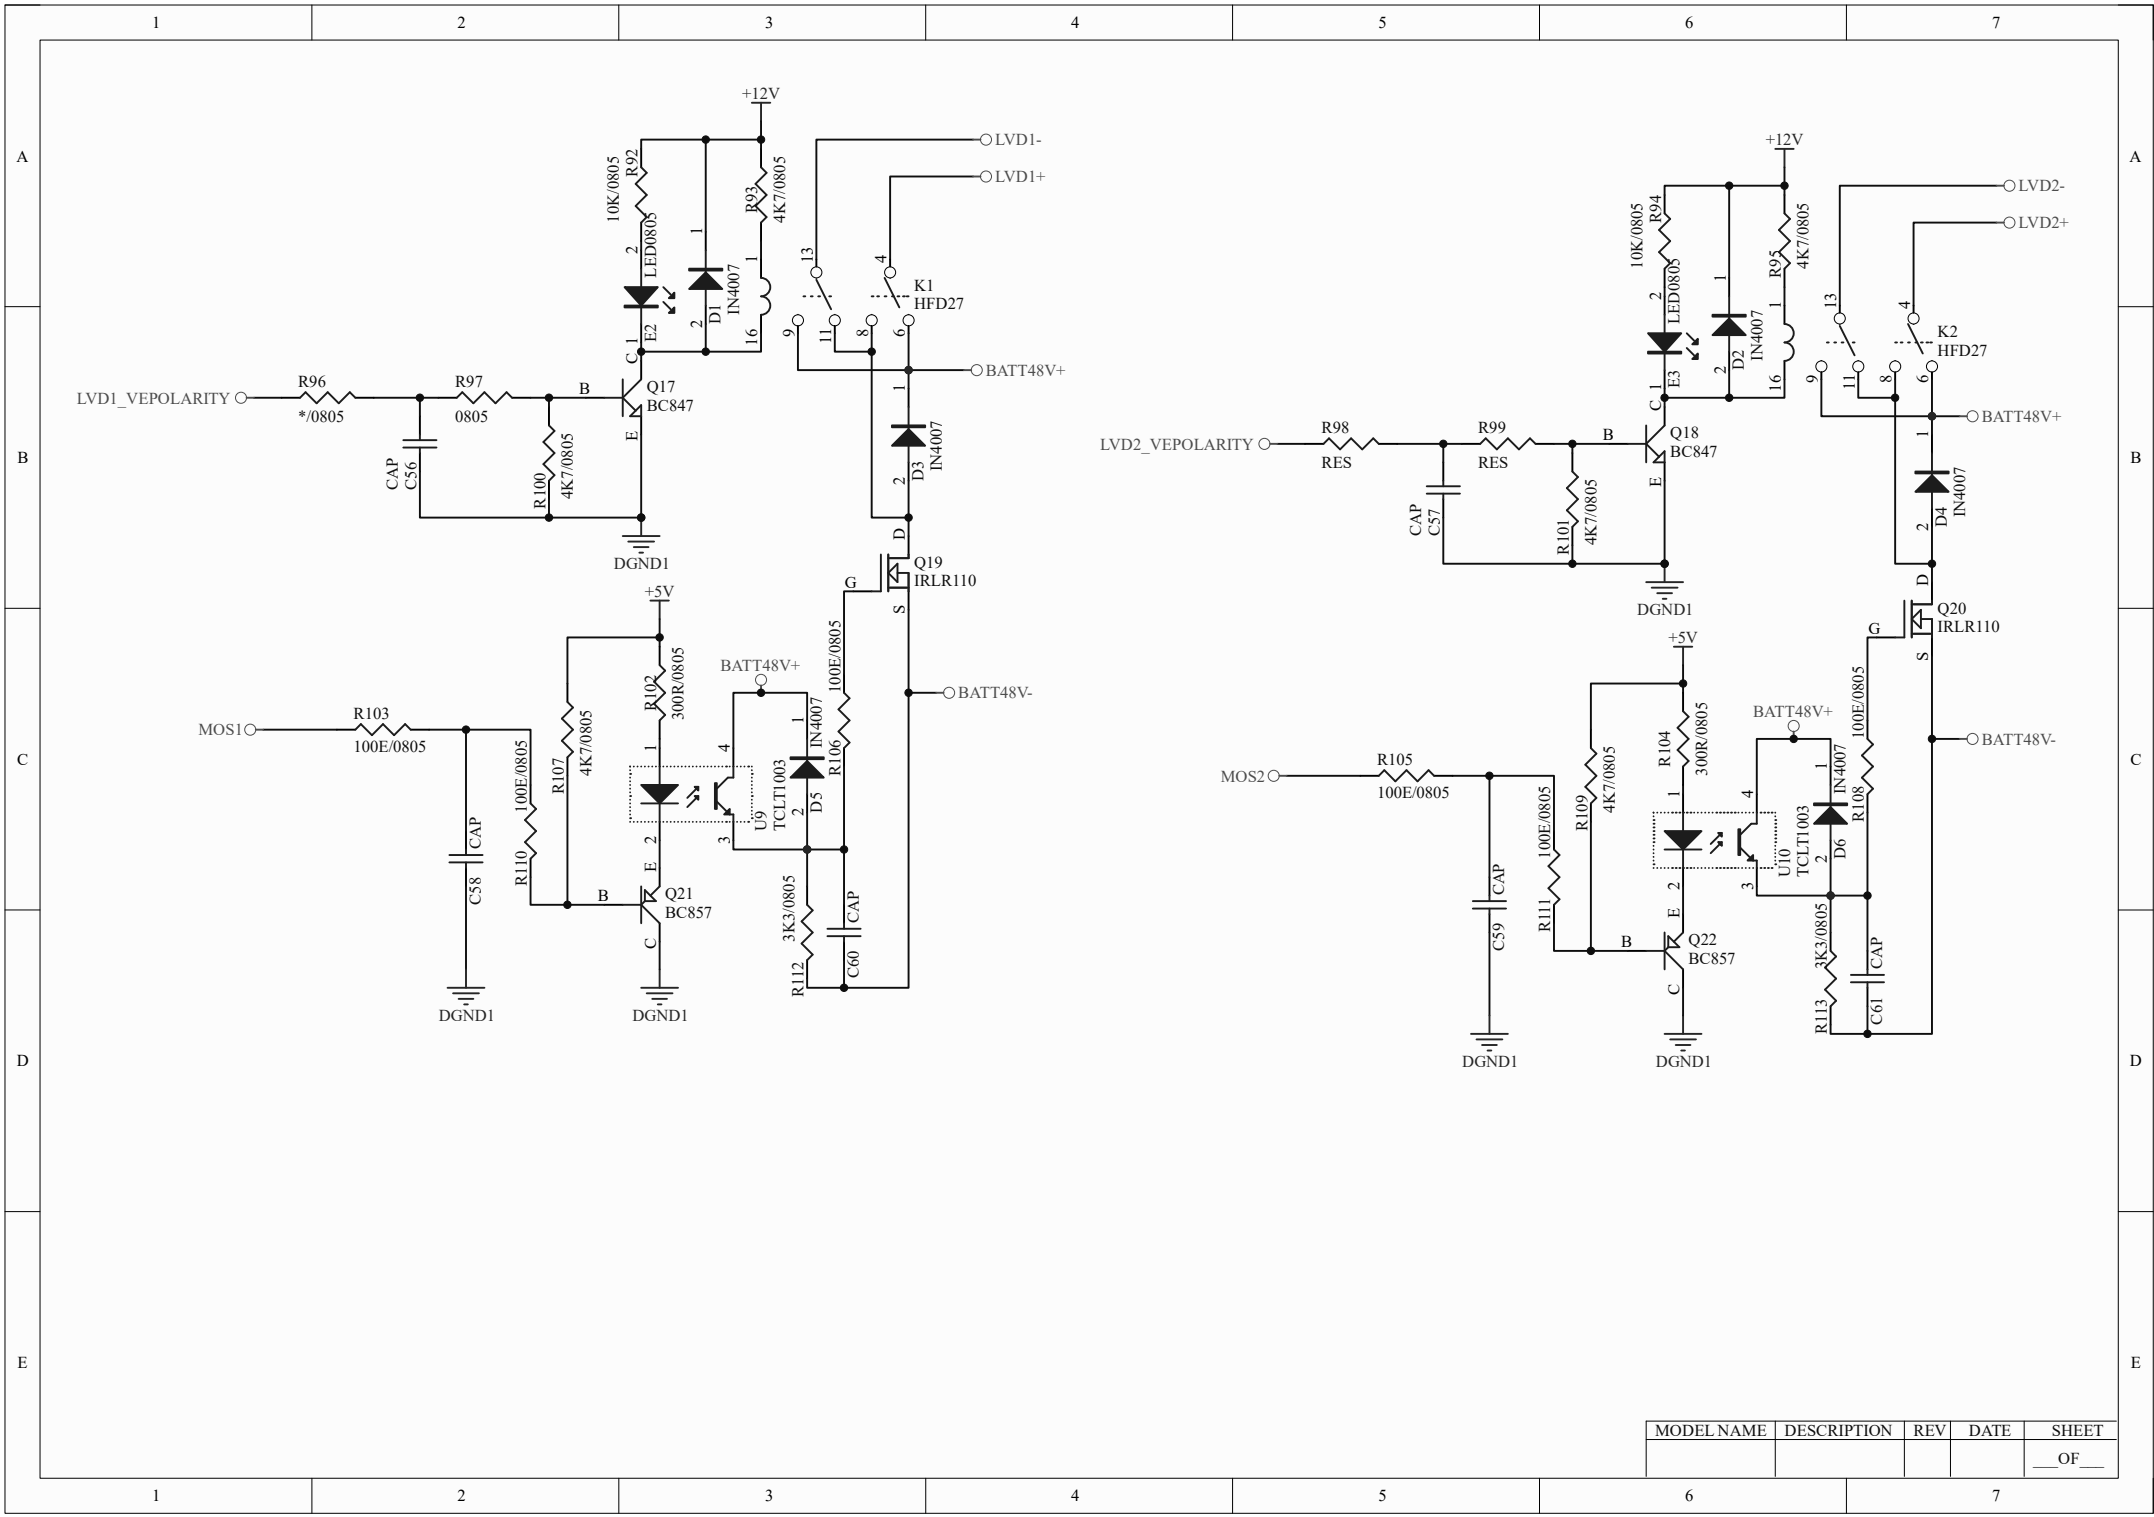 1 2 3 4 5 6 7
A
B
C
D
E
A
B
C
D
E
+12V
LVD1-
LVD1+
R92
10K/0805
LED0805
2
1
E2
1
2
D1
IN4007
R93
4K7/0805
1
16
13
4
K1
HFD27
9
11
8
6
BATT48V+
LVD1_VEPOLARITY
R96
*/0805
R97
0805
CAP
C56
R100
4K7/0805
B
C
E
Q17
BC847
DGND1
1
2
D3
IN4007
D
G
S
Q19
IRLR110
BATT48V-
+5V
MOS1
R103
100E/0805
CAP
C58
DGND1
R110
100E/0805
R107
4K7/0805
R102
300R/0805
1
2
E
B
C
Q21
BC857
DGND1
BATT48V+
4
3
U9
TCLT1003
1
2
D5
IN4007
R106
100E/0805
3K3/0805
R112
CAP
C60
+12V
LVD2-
LVD2+
R94
10K/0805
LED0805
2
1
E3
1
2
D2
IN4007
R95
4K7/0805
1
16
13
4
K2
HFD27
9
11
8
6
BATT48V+
LVD2_VEPOLARITY
R98
RES
R99
RES
CAP
C57
R101
4K7/0805
B
C
E
Q18
BC847
DGND1
1
2
D4
IN4007
D
G
S
Q20
IRLR110
BATT48V-
+5V
MOS2
R105
100E/0805
CAP
C59
DGND1
R111
100E/0805
R109
4K7/0805
R104
300R/0805
1
2
E
B
C
Q22
BC857
DGND1
BATT48V+
4
3
U10
TCLT1003
1
2
D6
IN4007
R108
100E/0805
3K3/0805
R113
CAP
C61
MODEL NAME DESCRIPTION REV DATE SHEET
___OF___
1 2 3 4 5 6 7